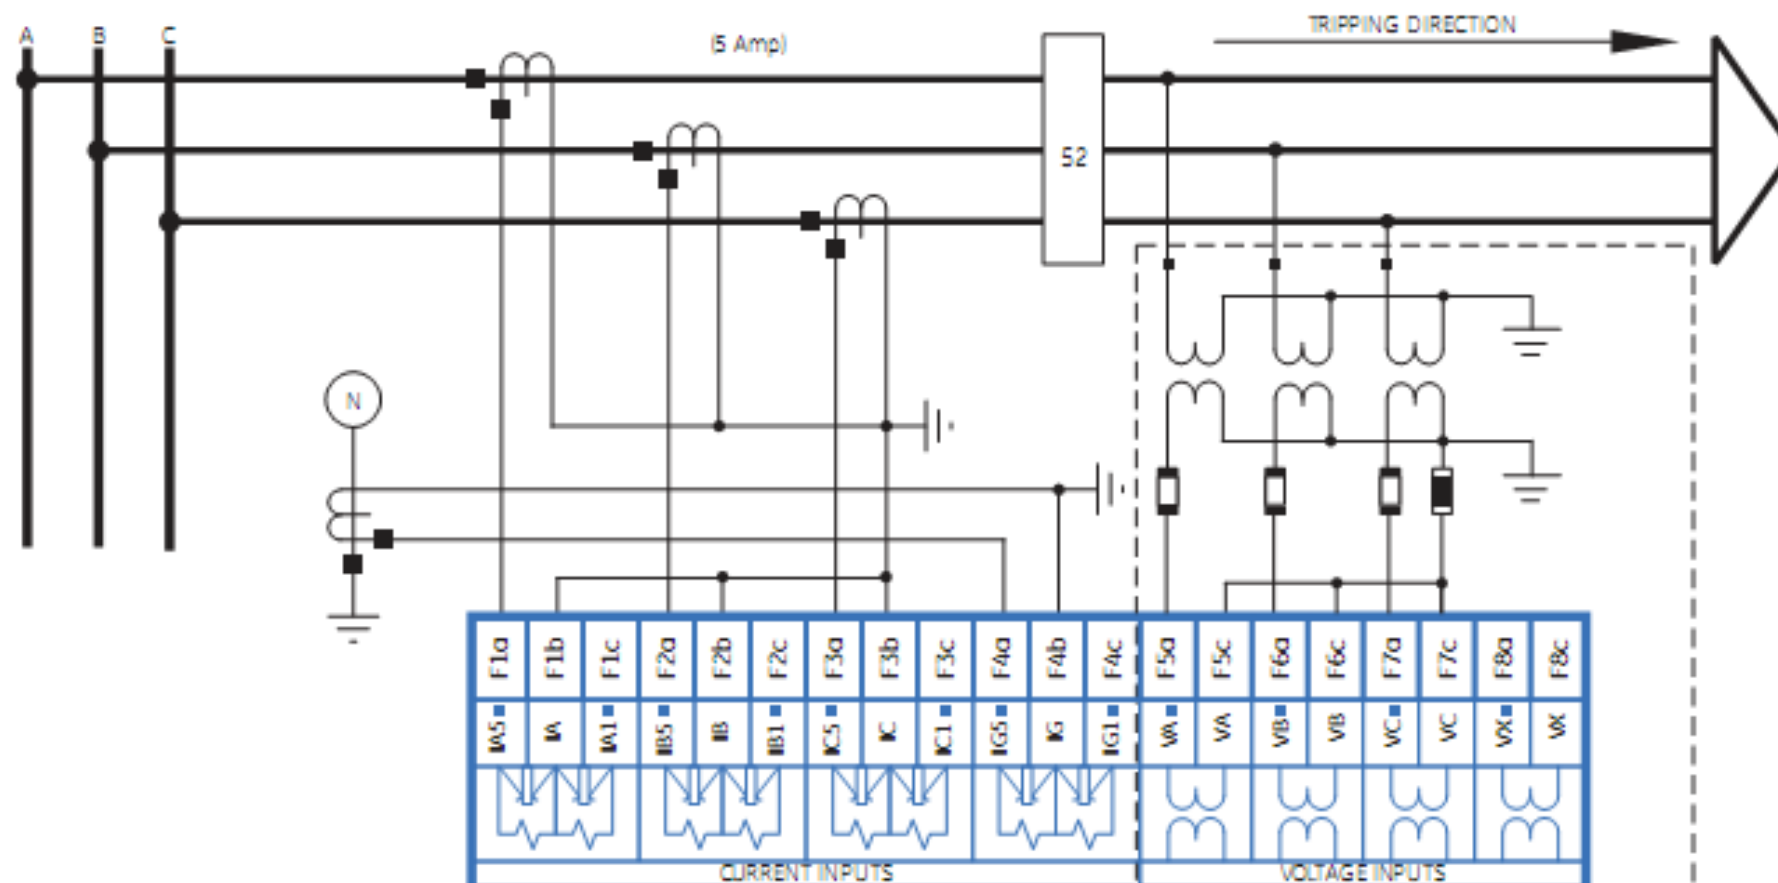 TRIPPING DIRECTION
A B C
(5 Amp)
52
N
F1a F1b F1c F2a F2b F2c F3a F3b F3c F4a F4b F4c F5a F5c F6a F6c F7a F7c F8a F8c
IA5 IA IA1 IB5 IB IB1 IC5 IC IC1 IG5 IG IG1 VA VA VB VB VC VC VX VX
CURRENT INPUTS VOLTAGE INPUTS